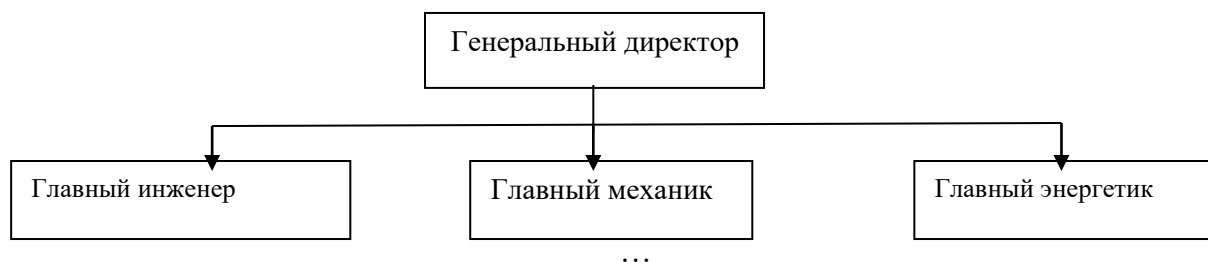 Генеральный директор
Главный инженер
Главный механик
Главный энергетик
…